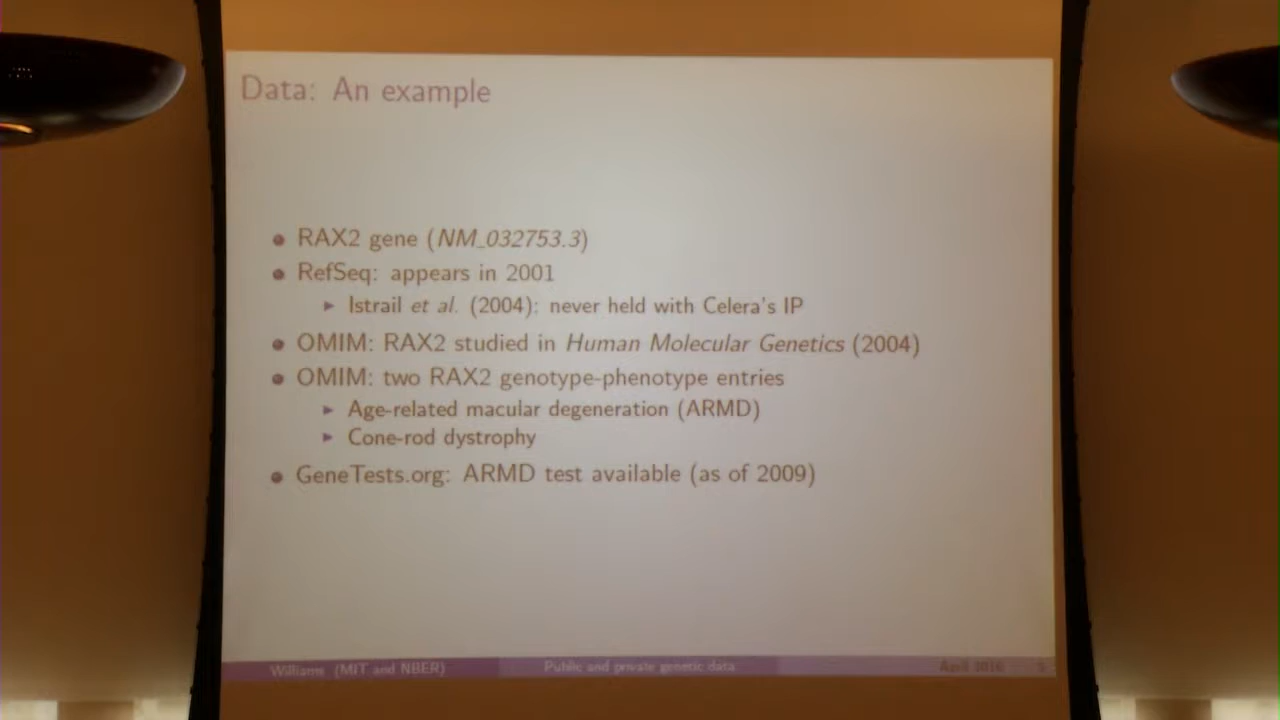 Data: An example
RAX2 gene (NM_032753.3)
RefSeq: appears in 2001
Istrail et al. (2004): never held with Celera's IP
OMIM: RAX2 studied in Human Molecular Genetics (2004)
OMIM: two RAX2 genotype-phenotype entries
Age-related macular degeneration (ARMD)
Cone-rod dystrophy
GeneTests.org: ARMD test available (as of 2009)
Williams (MIT and NBER) Public and private genetic data April